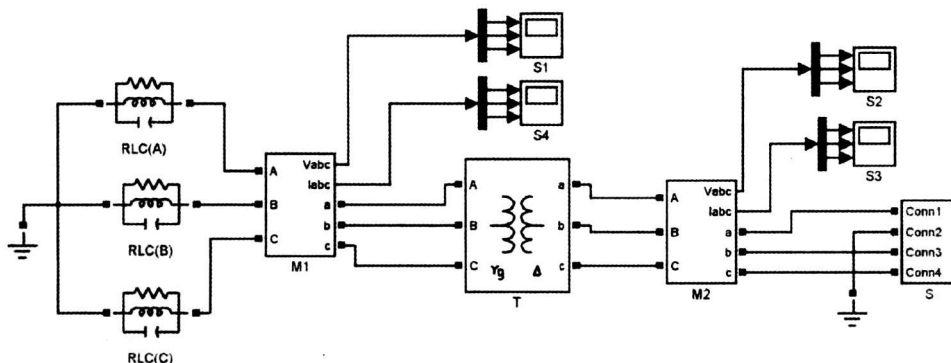 S1
S4
S2
S3
RLC(A)
RLC(B)
RLC(C)
A
B
C
Vabc
Iabc
a
b
c
M1
A
B
C
a
b
c
Yg
Δ
T
A
B
C
Vabc
Iabc
a
b
c
M2
Conn1
Conn2
Conn3
Conn4
S